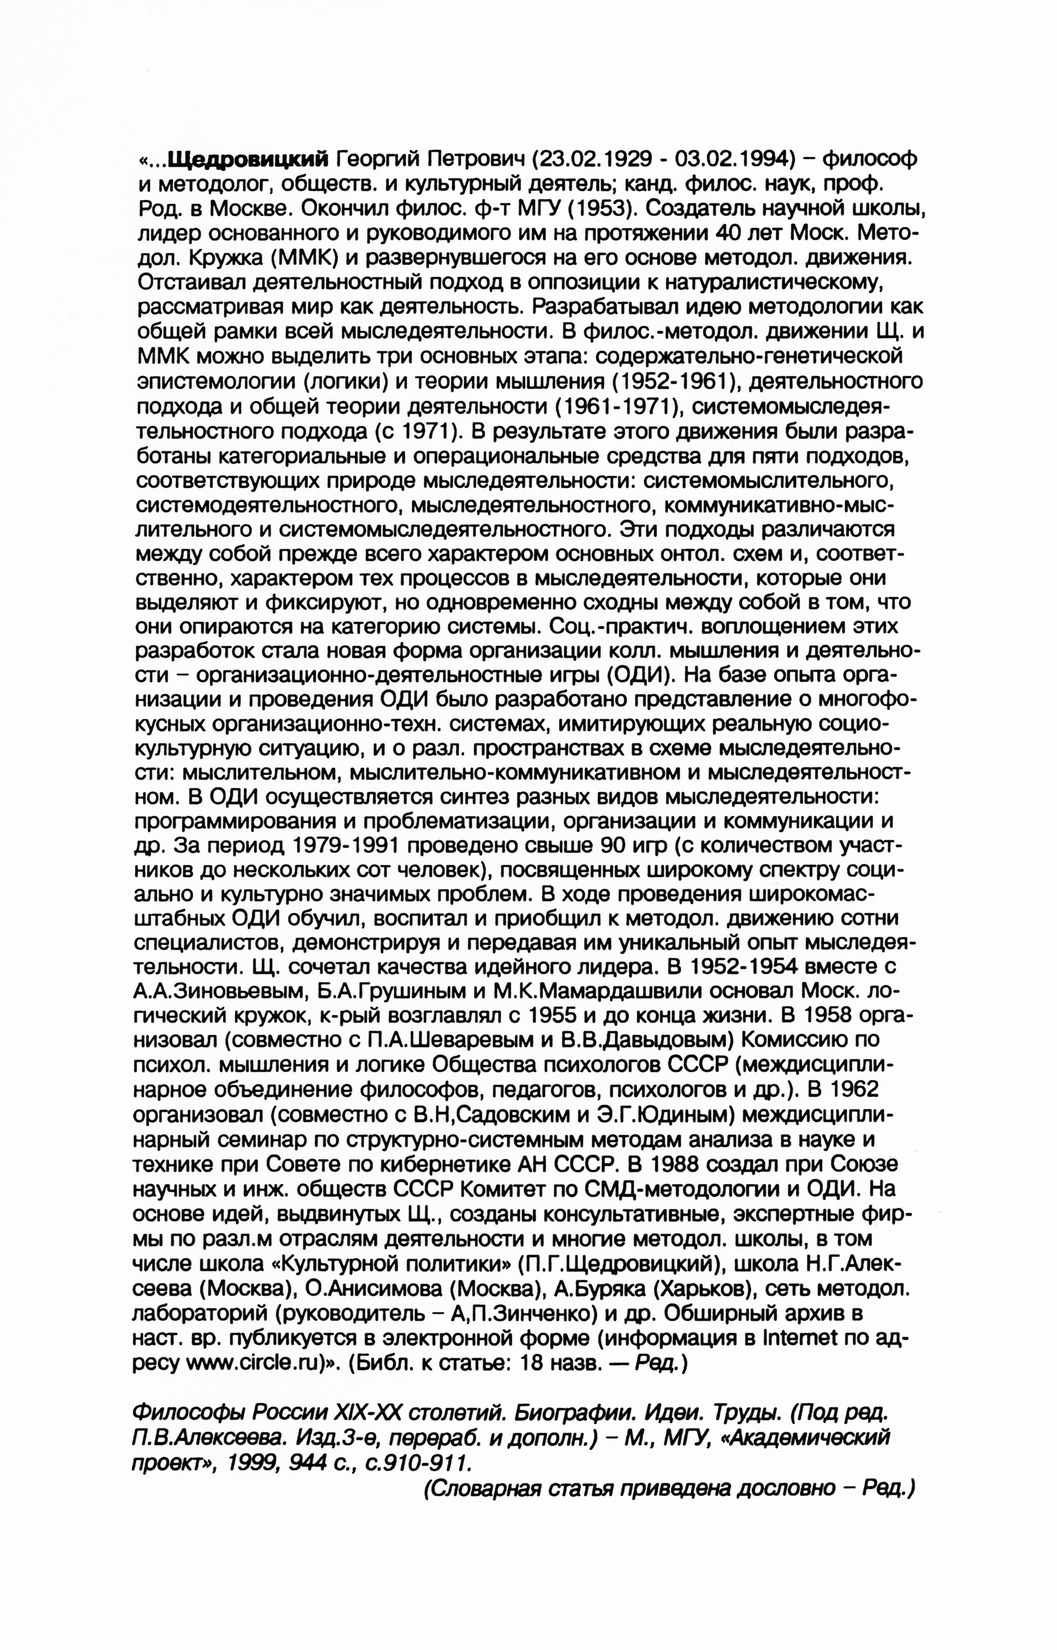 «...Щедровицкий Георгий Петрович (23.02.1929 - 03.02.1994) – философ
и методолог, обществ. и культурный деятель; канд. филос. наук, проф.
Род. в Москве. Окончил филос. ф-т МГУ (1953). Создатель научной школы,
лидер основанного и руководимого им на протяжении 40 лет Моск. Мето-
дол. Кружка (ММК) и развернувшегося на его основе методол. движения.
Отстаивал деятельностный подход в оппозиции к натуралистическому,
рассматривая мир как деятельность. Разрабатывал идею методологии как
общей рамки всей мыследеятельности. В филос.-методол. движении Щ. и
ММК можно выделить три основных этапа: содержательно-генетической
эпистемологии (логики) и теории мышления (1952-1961), деятельностного
подхода и общей теории деятельности (1961-1971), системомыследея-
тельностного подхода (с 1971). В результате этого движения были разра-
ботаны категориальные и операциональные средства для пяти подходов,
соответствующих природе мыследеятельности: системомыслительного,
системодеятельностного, мыследеятельностного, коммуникативно-мыс-
лительного и системомыследеятельностного. Эти подходы различаются
между собой прежде всего характером основных онтол. схем и, соответ-
ственно, характером тех процессов в мыследеятельности, которые они
выделяют и фиксируют, но одновременно сходны между собой в том, что
они опираются на категорию системы. Соц.-практич. воплощением этих
разработок стала новая форма организации колл. мышления и деятельно-
сти – организационно-деятельностные игры (ОДИ). На базе опыта орга-
низации и проведения ОДИ было разработано представление о многофо-
кусных организационно-техн. системах, имитирующих реальную социо-
культурную ситуацию, и о разл. пространствах в схеме мыследеятельно-
сти: мыслительном, мыслительно-коммуникативном и мыследеятельност-
ном. В ОДИ осуществляется синтез разных видов мыследеятельности:
программирования и проблематизации, организации и коммуникации и
др. За период 1979-1991 проведено свыше 90 игр (с количеством участ-
ников до нескольких сот человек), посвященных широкому спектру соци-
ально и культурно значимых проблем. В ходе проведения широкомас-
штабных ОДИ обучил, воспитал и приобщил к методол. движению сотни
специалистов, демонстрируя и передавая им уникальный опыт мыследея-
тельности. Щ. сочетал качества идейного лидера. В 1952-1954 вместе с
А.А.Зиновьевым, Б.А.Грушиным и М.К.Мамардашвили основал Моск. ло-
гический кружок, к-рый возглавлял с 1955 и до конца жизни. В 1958 орга-
низовал (совместно с П.А.Шеваревым и В.В.Давыдовым) Комиссию по
психол. мышления и логике Общества психологов СССР (междисципли-
нарное объединение философов, педагогов, психологов и др.). В 1962
организовал (совместно с В.Н,Садовским и Э.Г.Юдиным) междисципли-
нарный семинар по структурно-системным методам анализа в науке и
технике при Совете по кибернетике АН СССР. В 1988 создал при Союзе
научных и инж. обществ СССР Комитет по СМД-методологии и ОДИ. На
основе идей, выдвинутых Щ., созданы консультативные, экспертные фир-
мы по разл.м отраслям деятельности и многие методол. школы, в том
числе школа «Культурной политики» (П.Г.Щедровицкий), школа Н.Г.Алек-
сеева (Москва), О.Анисимова (Москва), А.Буряка (Харьков), сеть методол.
лабораторий (руководитель – А,П.Зинченко) и др. Обширный архив в
наст. вр. публикуется в электронной форме (информация в Internet по ад-
ресу www.circle.ru)». (Библ. к статье: 18 назв. — Ред.)
Философы России XIX-XX столетий. Биографии. Идеи. Труды. (Под ред.
П.В.Алексеева. Изд.3-е, перераб. и дополн.) – М., МГУ, «Академический
проект», 1999, 944 с., с.910-911.
(Словарная статья приведена дословно – Ред.)